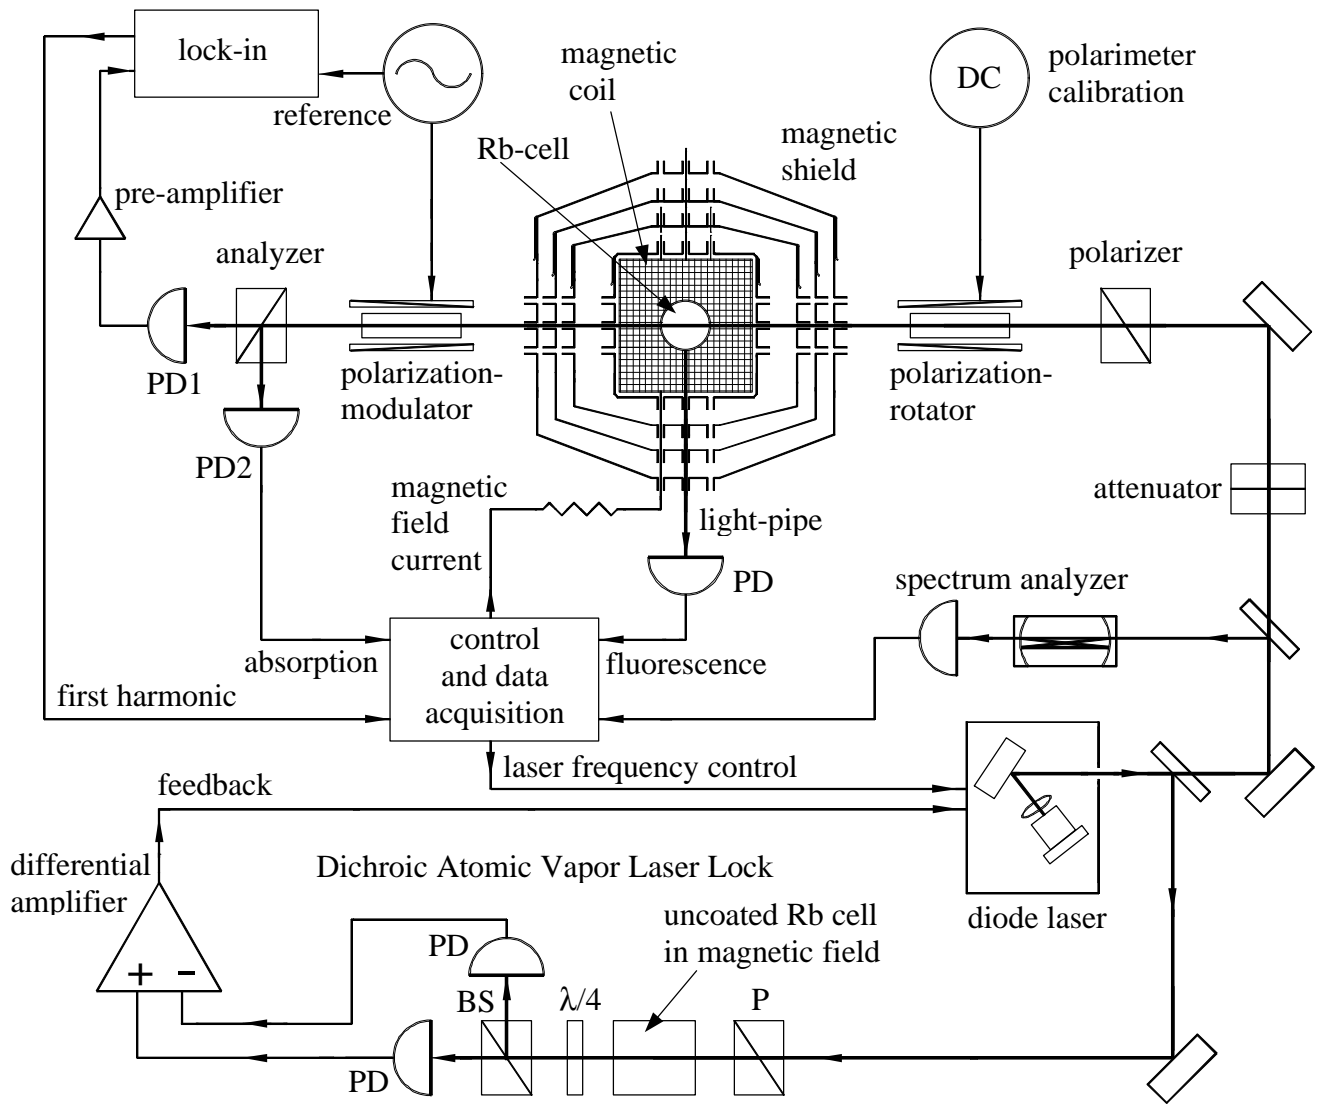 lock-in
reference
magnetic
coil
Rb-cell
magnetic
shield
DC
polarimeter
calibration
pre-amplifier
analyzer
polarizer
PD1
polarization-
modulator
polarization-
rotator
PD2
magnetic
field
current
light-pipe
attenuator
PD
spectrum analyzer
absorption
control
and data
acquisition
fluorescence
first harmonic
laser frequency control
feedback
differential
amplifier
Dichroic Atomic Vapor Laser Lock
diode laser
uncoated Rb cell
in magnetic field
PD
BS
λ/4
P
+
−
PD